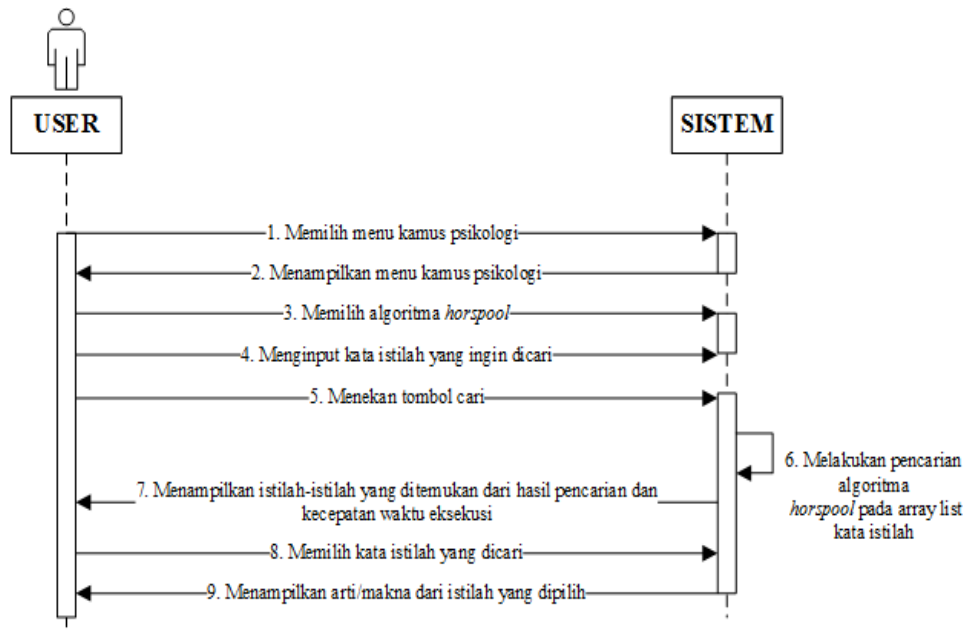 USER
SISTEM
1. Memilih menu kamus psikologi
2. Menampilkan menu kamus psikologi
3. Memilih algoritma horspool
4. Menginput kata istilah yang ingin dicari
5. Menekan tombol cari
6. Melakukan pencarian
algoritma
horspool pada array list
kata istilah
7. Menampilkan istilah-istilah yang ditemukan dari hasil pencarian dan
kecepatan waktu eksekusi
8. Memilih kata istilah yang dicari
9. Menampilkan arti/makna dari istilah yang dipilih